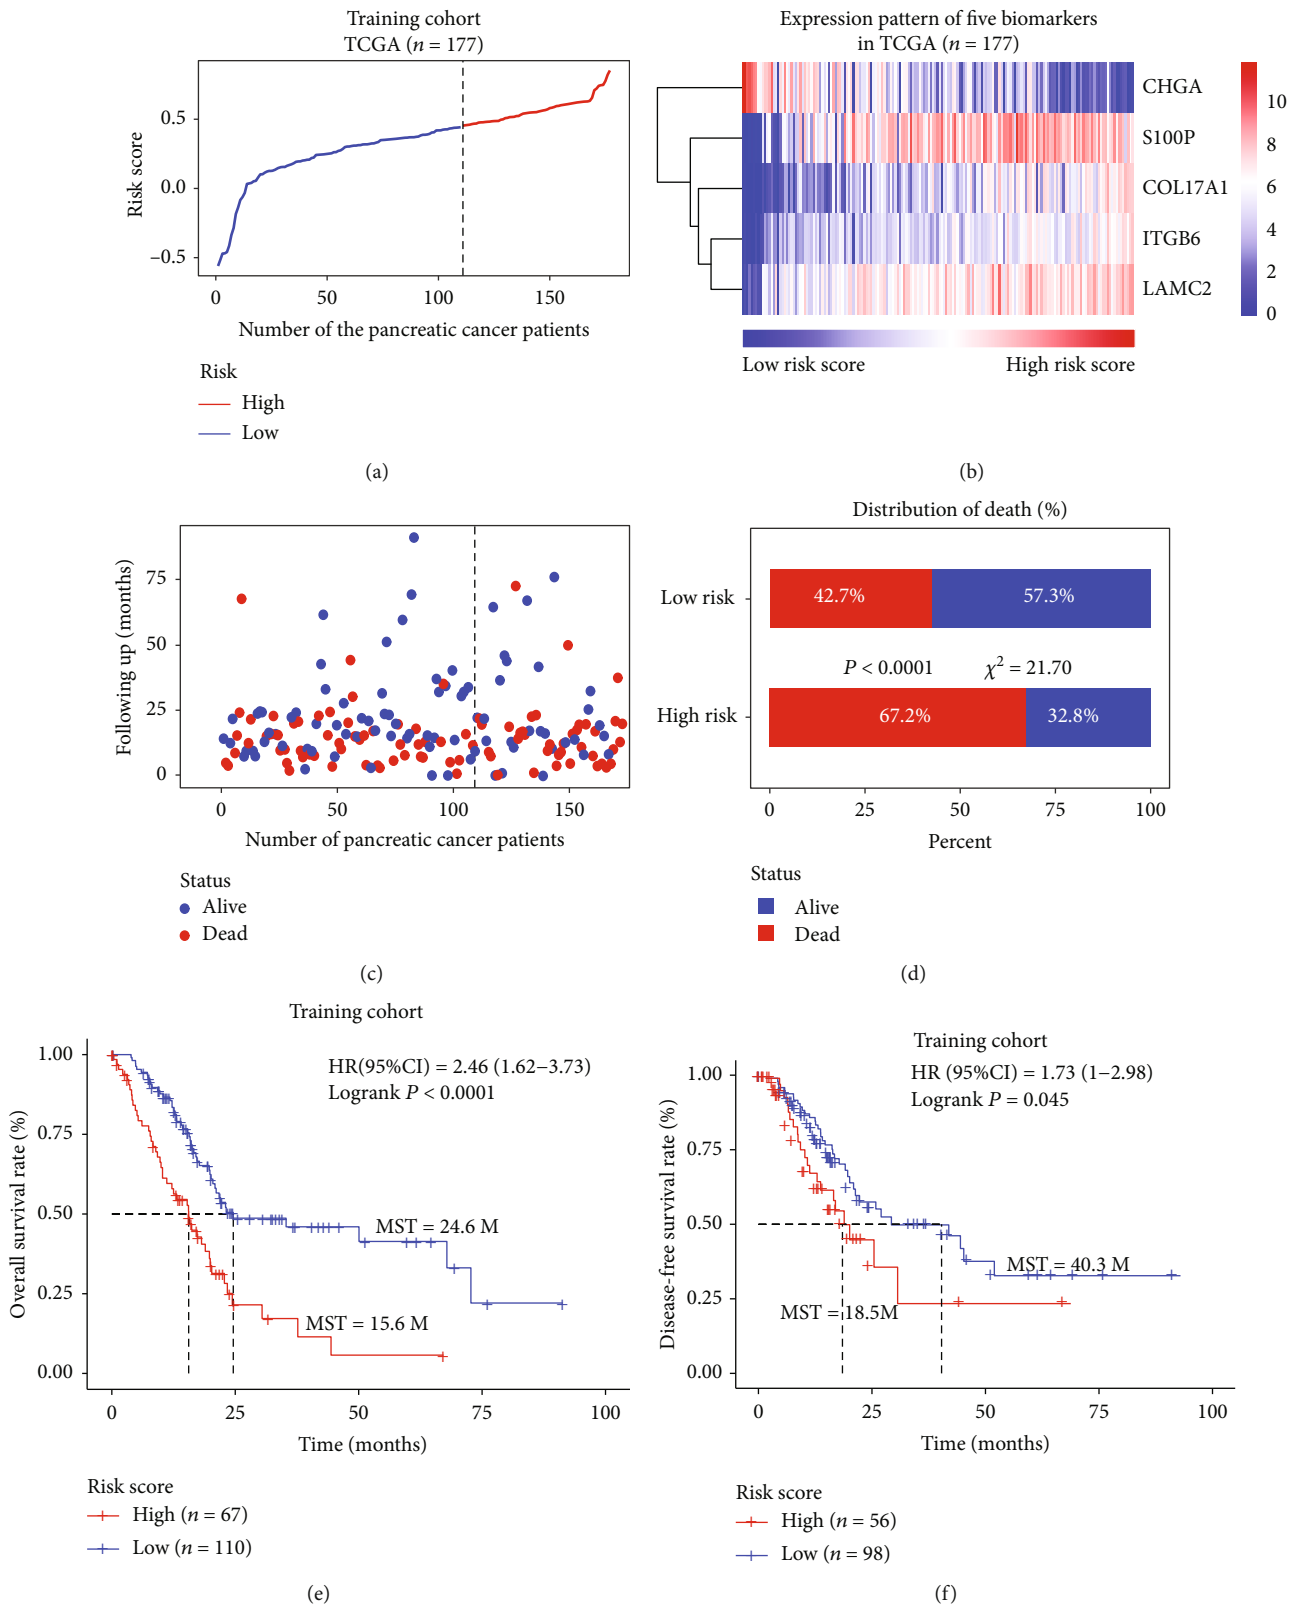 Training cohort
TCGA (n = 177)
Risk score
0.5
0.0
−0.5
0
50
100
150
Number of the pancreatic cancer patients
Risk
High
Low
(a)
Expression pattern of five biomarkers
in TCGA (n = 177)
CHGA
S100P
COL17A1
ITGB6
LAMC2
10
8
6
4
2
0
Low risk score
High risk score
(b)
Following up (months)
75
50
25
0
0
50
100
150
Number of pancreatic cancer patients
Status
Alive
Dead
(c)
Distribution of death (%)
Low risk
42.7%
57.3%
P < 0.0001
χ² = 21.70
High risk
67.2%
32.8%
0
25
50
75
100
Percent
Status
Alive
Dead
(d)
Training cohort
Overall survival rate (%)
1.00
0.75
0.50
0.25
0.00
HR(95%CI) = 2.46 (1.62−3.73)
Logrank P < 0.0001
MST = 24.6 M
MST = 15.6 M
0
25
50
75
100
Time (months)
Risk score
High (n = 67)
Low (n = 110)
(e)
Training cohort
Disease-free survival rate (%)
1.00
0.75
0.50
0.25
0.00
HR (95%CI) = 1.73 (1−2.98)
Logrank P = 0.045
MST = 40.3 M
MST = 18.5M
0
25
50
75
100
Time (months)
Risk score
High (n = 56)
Low (n = 98)
(f)